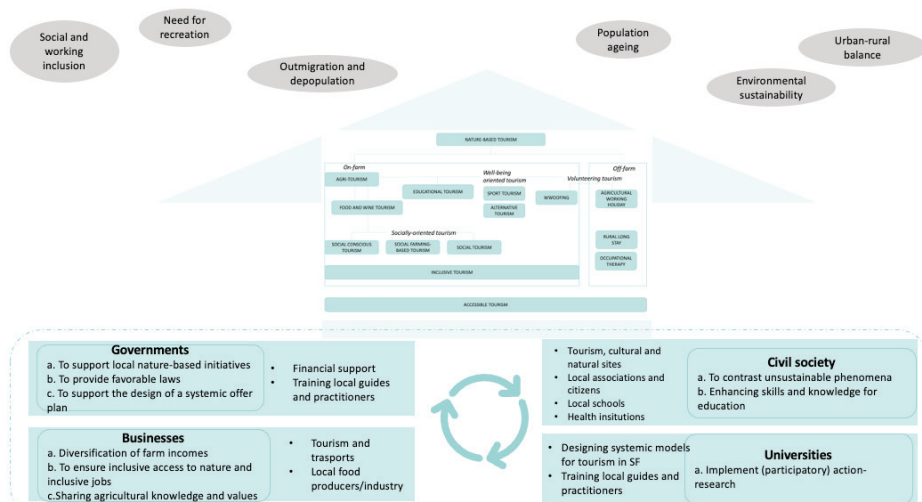 Social and
working
inclusion
Need for
recreation
Outmigration and
depopulation
Population
ageing
Environmental
sustainability
Urban-rural
balance
NATURE-BASED TOURISM
On-farm
AGRI-TOURISM
EDUCATIONAL TOURISM
FOOD AND WINE TOURISM
Well-being
oriented tourism
SPORT TOURISM
ALTERNATIVE
TOURISM
Volunteering tourism
WWOOFING
Off-farm
AGRICULTURAL
WORKING
HOLIDAY
RURAL LONG
STAY
OCCUPATIONAL
THERAPY
Socially-oriented tourism
SOCIAL CONSCIOUS
TOURISM
SOCIAL FARMING-
BASED TOURISM
SOCIAL TOURISM
INCLUSIVE TOURISM
ACCESSIBLE TOURISM
Governments
a. To support local nature-based initiatives
b. To provide favorable laws
c. To support the design of a systemic offer
plan
• Financial support
• Training local guides
and practitioners
Businesses
a. Diversification of farm incomes
b. To ensure inclusive access to nature and
inclusive jobs
c.Sharing agricultural knowledge and values
• Tourism and
trasports
• Local food
producers/industry
• Tourism, cultural and
natural sites
• Local associations and
citizens
• Local schools
• Health insitutions
Civil society
a. To contrast unsustainable phenomena
b. Enhancing skills and knowledge for
education
• Designing systemic models
for tourism in SF
• Training local guides and
practitioners
Universities
a. Implement (participatory) action-
research